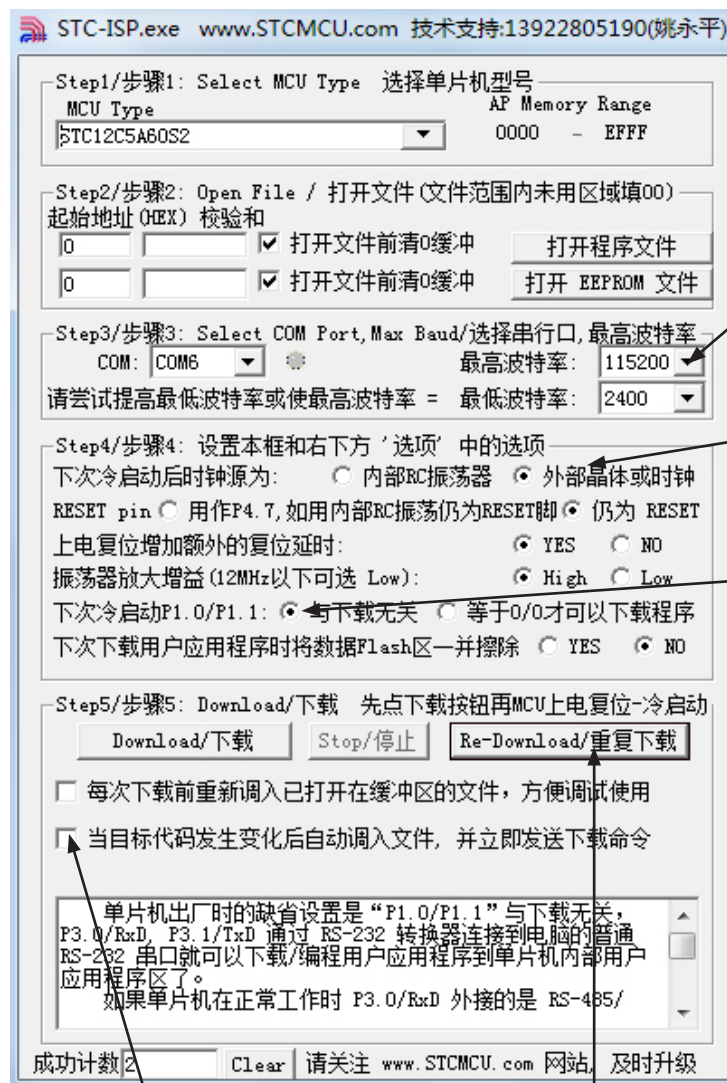 STC-ISP.exe www.STCMCU.com 技术支持:13922805190(姚永平)
Step1/步骤1: Select MCU Type 选择单片机型号
MCU Type AP Memory Range
STC12C5A60S2 0000 - EFFF
Step2/步骤2: Open File / 打开文件(文件范围内未用区域填00)
起始地址(HEX) 校验和
0 打开文件前清0缓冲 打开程序文件
0 打开文件前清0缓冲 打开 EEPROM 文件
Step3/步骤3: Select COM Port,Max Baud/选择串行口,最高波特率
COM: COM6 最高波特率: 115200
请尝试提高最低波特率或使最高波特率 = 最低波特率: 2400
Step4/步骤4: 设置本框和右下方 '选项' 中的选项
下次冷启动后时钟源为: 内部RC振荡器 外部晶体或时钟
RESET pin 用作P4.7,如用内部RC振荡仍为RESET脚 仍为 RESET
上电复位增加额外的复位延时: YES NO
振荡器放大增益(12MHz以下可选 Low): High Low
下次冷启动P1.0/P1.1: 与下载无关 等于0/0才可以下载程序
下次下载用户应用程序时将数据Flash区一并擦除 YES NO
Step5/步骤5: Download/下载 先点下载按钮再MCU上电复位-冷启动
Download/下载 Stop/停止 Re-Download/重复下载
每次下载前重新调入已打开在缓冲区的文件，方便调试使用
当目标代码发生变化后自动调入文件, 并立即发送下载命令
单片机出厂时的缺省设置是“P1.0/P1.1”与下载无关，
P3.0/RxD, P3.1/TxD 通过 RS-232 转换器连接到电脑的普通
RS-232 串口就可以下载/编程用户应用程序到单片机内部用户
应用程序区了。
如果单片机在正常工作时 P3.0/RxD 外接的是 RS-485/
成功计数 2 Clear 请关注 www.STCMCU.com 网站, 及时升级